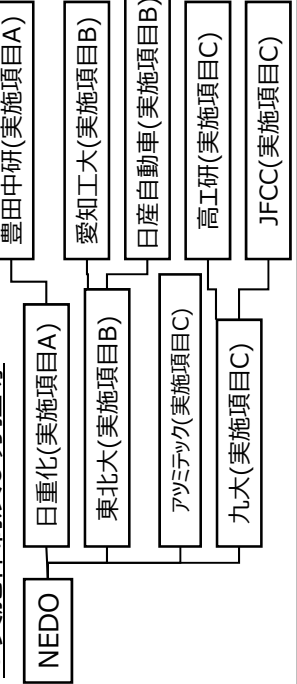 NEDO
日重化(実施項目A)
豊田中研(実施項目A)
東北大(実施項目B)
愛知工大(実施項目B)
日産自動車(実施項目B)
アツミテック(実施項目C)
九大(実施項目C)
高エ研(実施項目C)
JFCC(実施項目C)